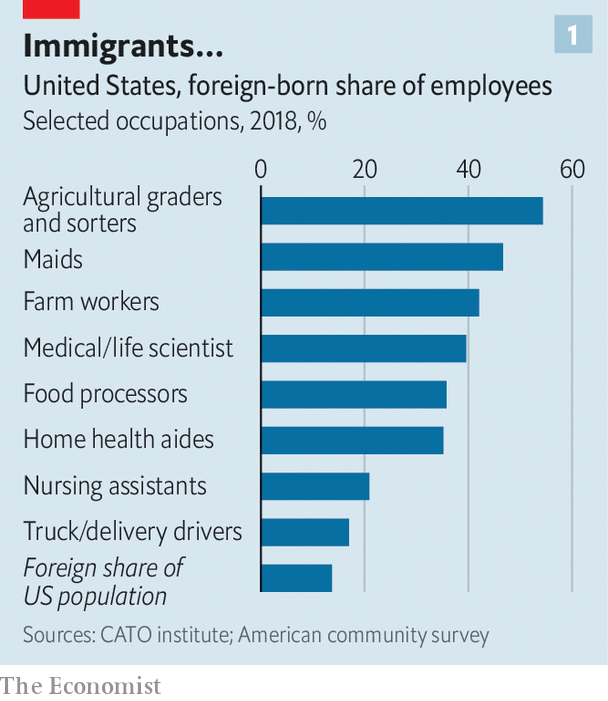 1
Immigrants...
United States, foreign-born share of employees
Selected occupations, 2018, %
0 20 40 60
Agricultural graders
and sorters
Maids
Farm workers
Medical/life scientist
Food processors
Home health aides
Nursing assistants
Truck/delivery drivers
Foreign share of
US population
Sources: CATO institute; American community survey
The Economist